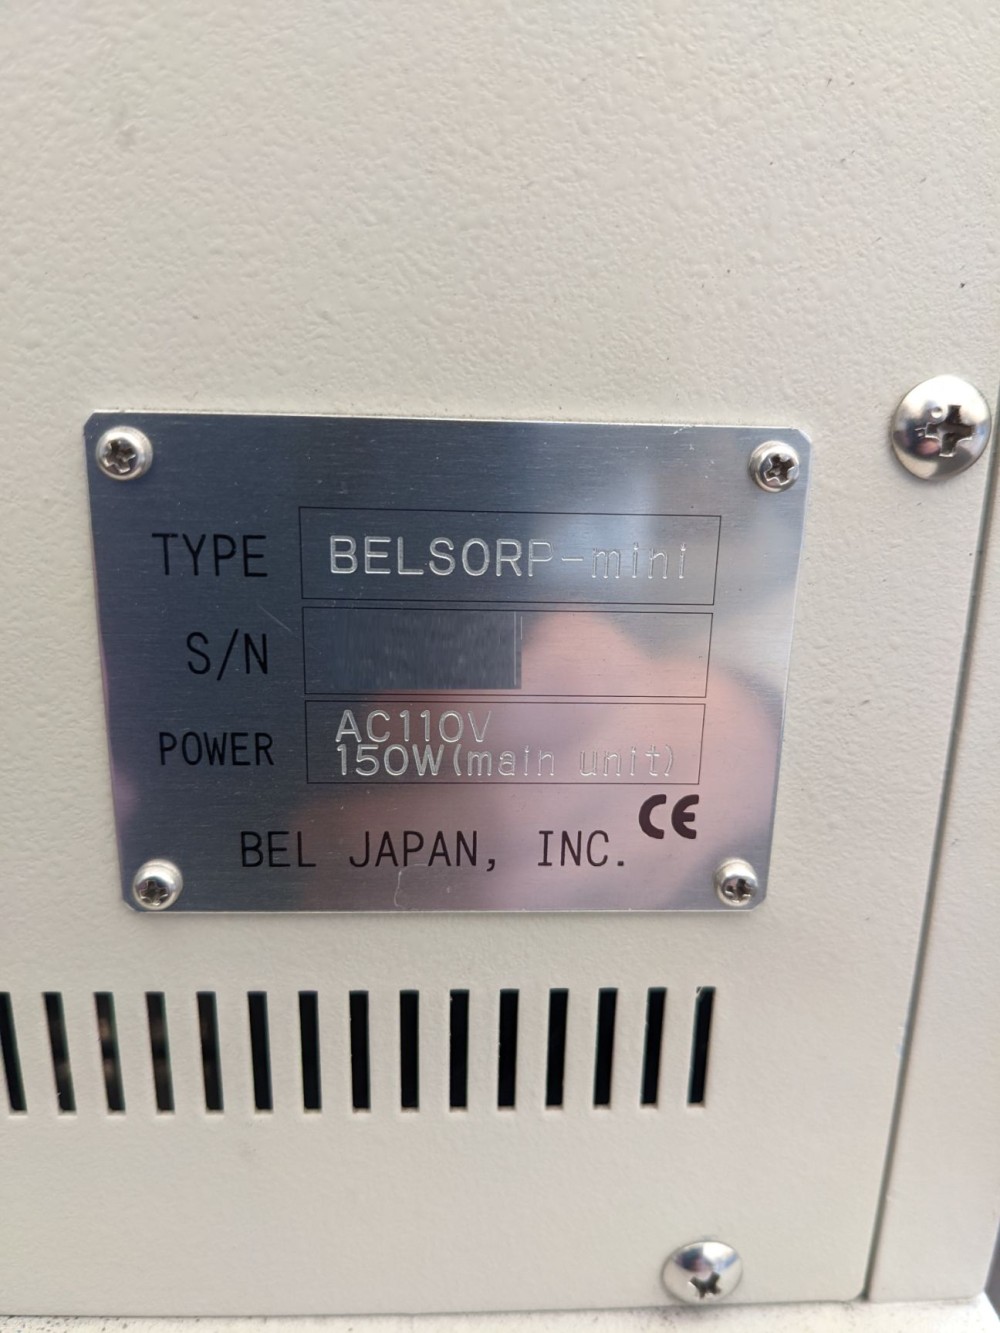 TYPE BELSORP-mini
S/N
POWER AC110V
150W(main unit)
CE
BEL JAPAN, INC.